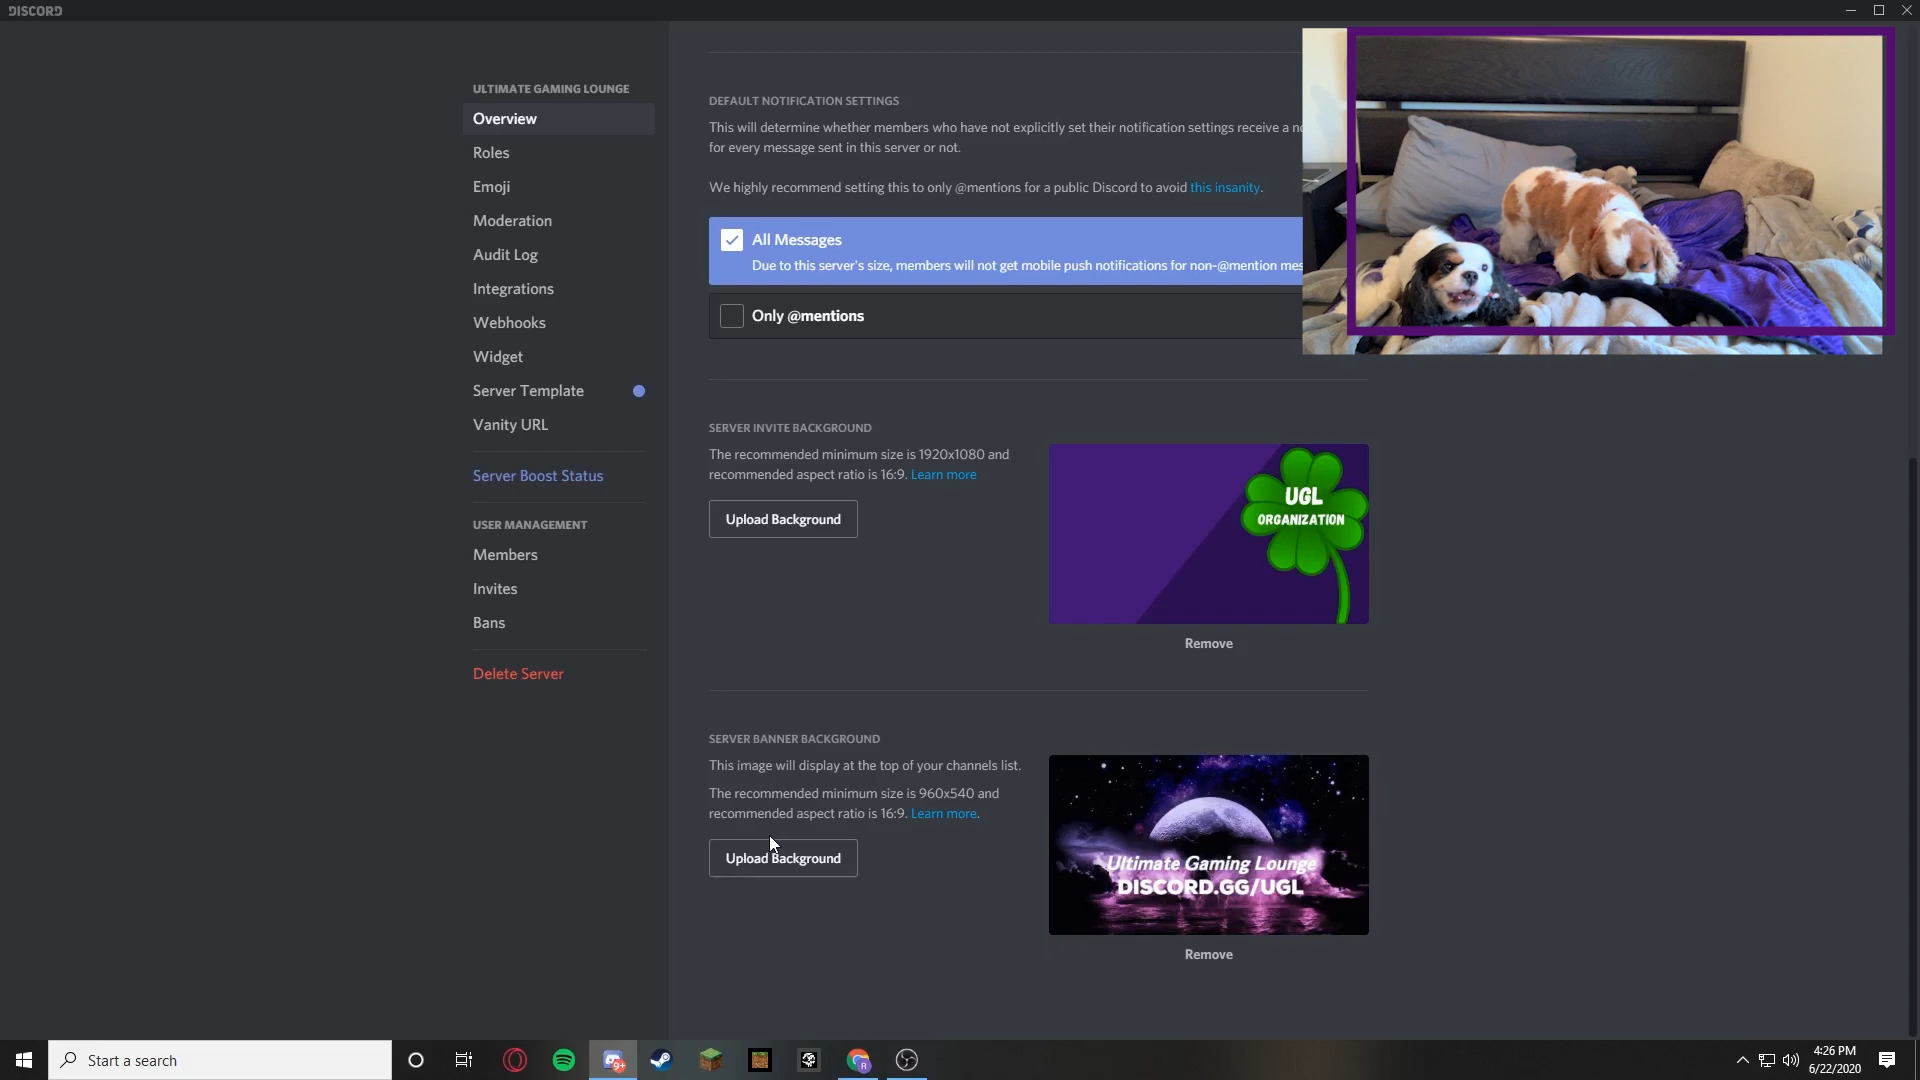 DISCORD
ULTIMATE GAMING LOUNGE
Overview
Roles
Emoji
Moderation
Audit Log
Integrations
Webhooks
Widget
Server Template
Vanity URL
Server Boost Status
USER MANAGEMENT
Members
Invites
Bans
Delete Server
DEFAULT NOTIFICATION SETTINGS
This will determine whether members who have not explicitly set their notification settings receive a
for every message sent in this server or not.
We highly recommend setting this to only @mentions for a public Discord to avoid this insanity.
All Messages
Due to this server's size, members will not get mobile push notifications for non-@mention
Only @mentions
SERVER INVITE BACKGROUND
The recommended minimum size is 1920x1080 and
recommended aspect ratio is 16:9. Learn more
Upload Background
UGL
ORGANIZATION
Remove
SERVER BANNER BACKGROUND
This image will display at the top of your channels list.
The recommended minimum size is 960x540 and
recommended aspect ratio is 16:9. Learn more.
Upload Background
Ultimate Gaming Lounge
DISCORD.GG/UGL
Remove
Start a search
9+
R
4:26 PM
6/22/2020